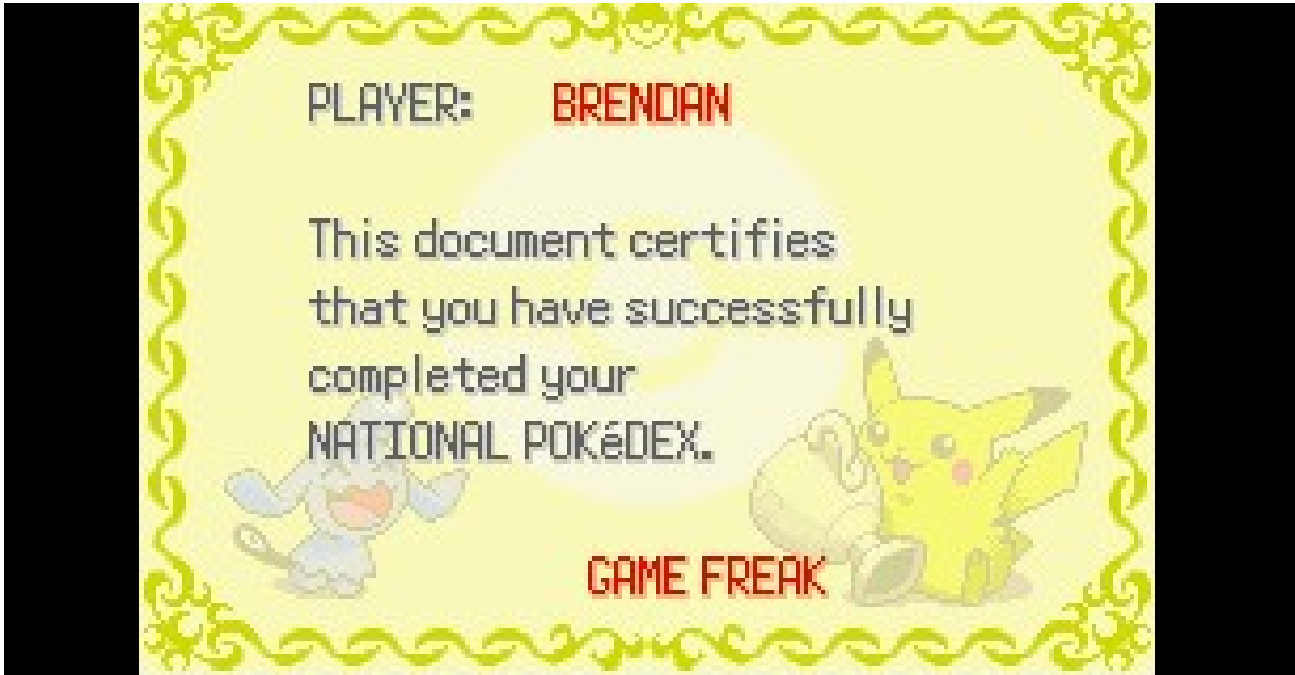 PLAYER: BRENDAN
This document certifies
that you have successfully
completed your
NATIONAL POKéDEX.
GAME FREAK